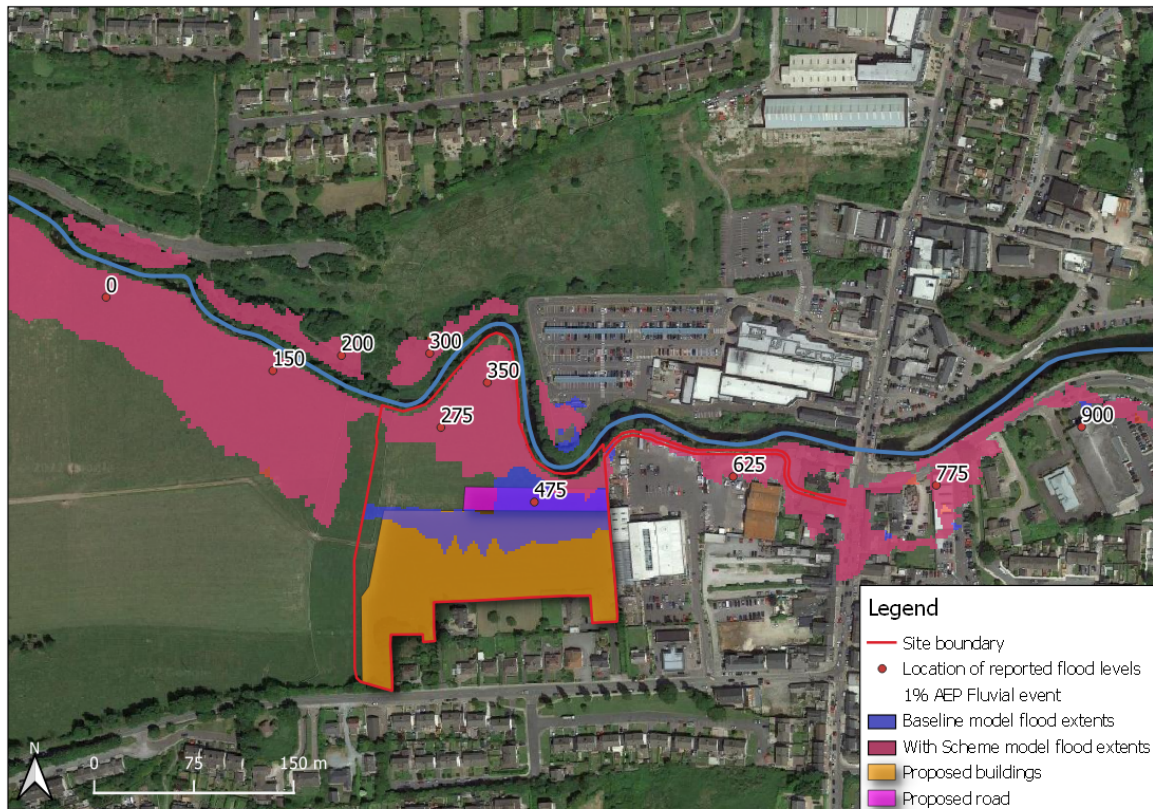 0
200
150
300
350
275
475
625
775
900
Legend
Site boundary
Location of reported flood levels
1% AEP Fluvial event
Baseline model flood extents
With Scheme model flood extents
Proposed buildings
Proposed road
N
0 75 150 m